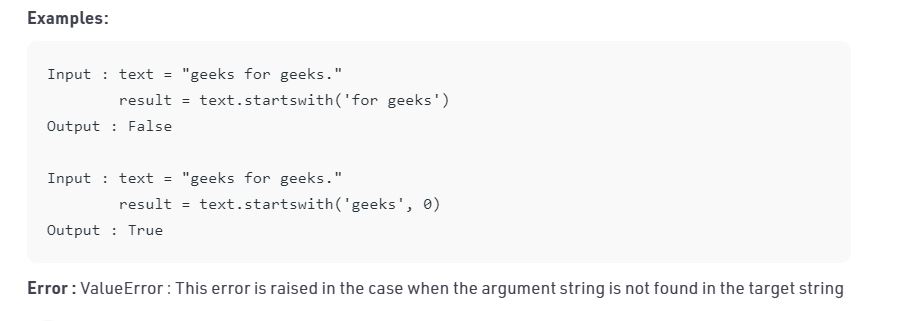 Examples:
Input : text = "geeks for geeks."
result = text.startswith('for geeks')
Output : False
Input : text = "geeks for geeks."
result = text.startswith('geeks', 0)
Output : True
Error : ValueError : This error is raised in the case when the argument string is not found in the target string